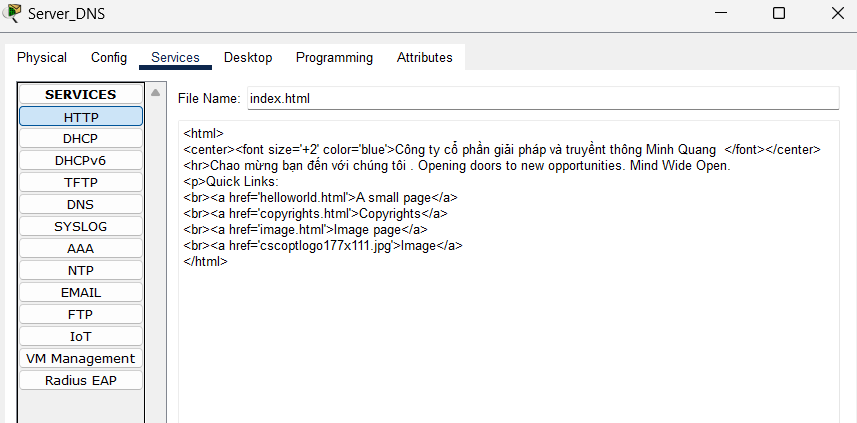 Server_DNS
Physical Config Services Desktop Programming Attributes
SERVICES
HTTP
DHCP
DHCPv6
TFTP
DNS
SYSLOG
AAA
NTP
EMAIL
FTP
IoT
VM Management
Radius EAP
File Name: index.html
<html>
<center><font size='+2' color='blue'>Công ty cổ phần giải pháp và truyềnt thông Minh Quang  </font></center>
<hr>Chao mừng bạn đến với chúng tôi . Opening doors to new opportunities. Mind Wide Open.
<p>Quick Links:
<br><a href='helloworld.html'>A small page</a>
<br><a href='copyrights.html'>Copyrights</a>
<br><a href='image.html'>Image page</a>
<br><a href='cscoptlogo177x111.jpg'>Image</a>
</html>